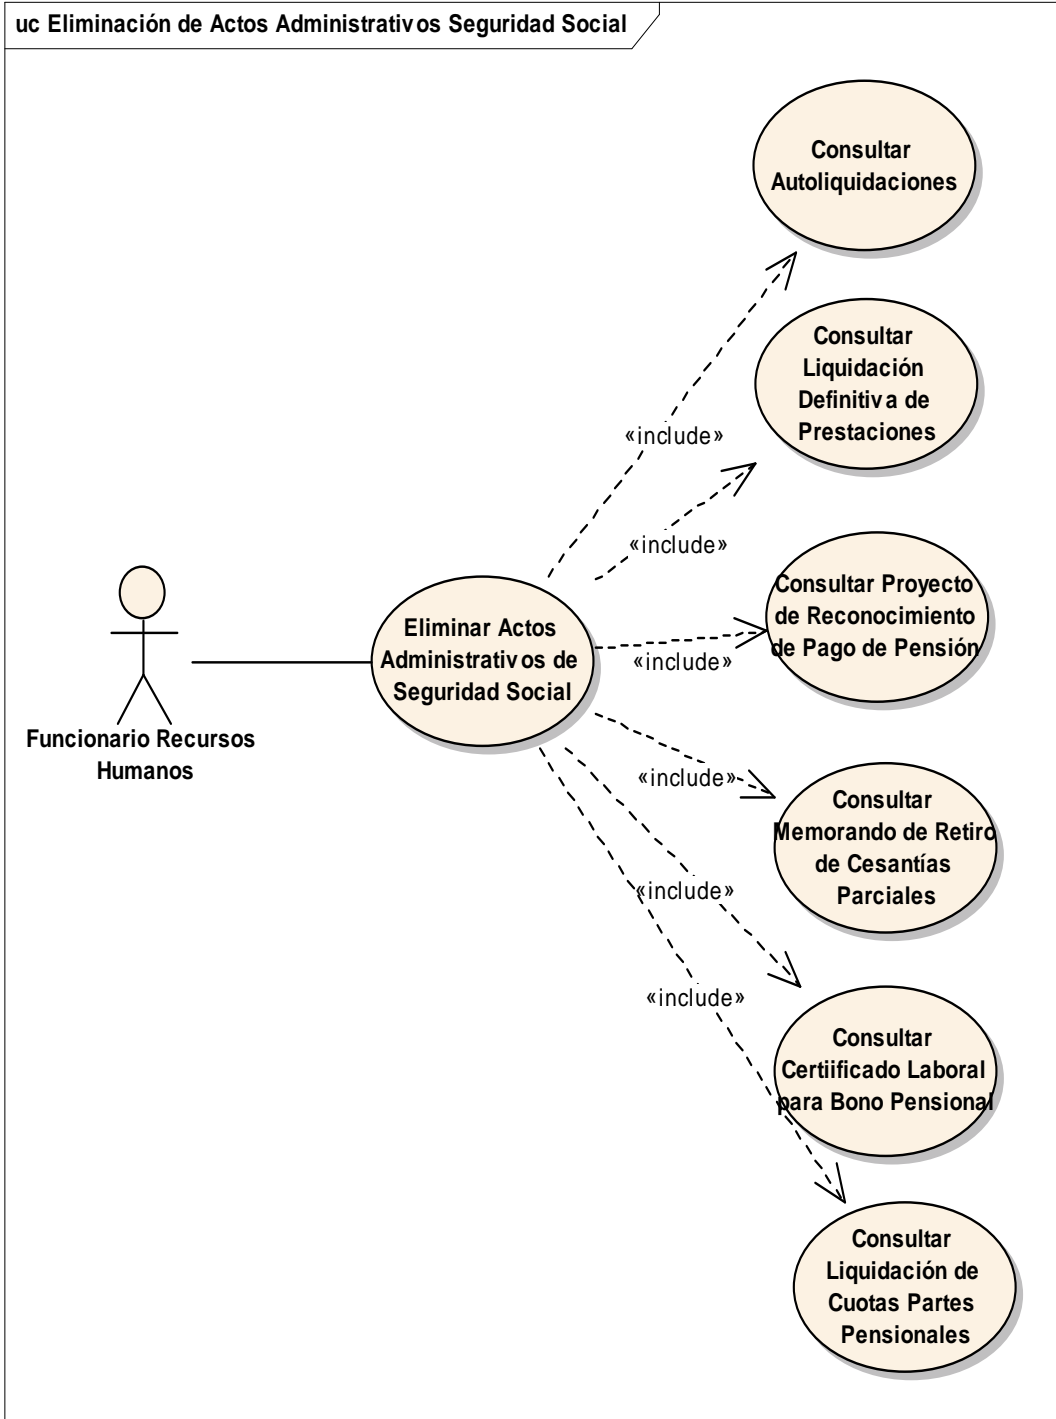 uc Eliminación de Actos Administrativos Seguridad Social
Consultar
Autoliquidaciones
Consultar
Liquidación
Definitiva de
Prestaciones
«include»
«include»
Consultar Proyecto
de Reconocimiento
de Pago de Pensión
«include»
Eliminar Actos
Administrativos de
Seguridad Social
Funcionario Recursos
Humanos
«include»
Consultar
Memorando de Retiro
de Cesantías
Parciales
«include»
«include»
Consultar
Certiificado Laboral
para Bono Pensional
Consultar
Liquidación de
Cuotas Partes
Pensionales